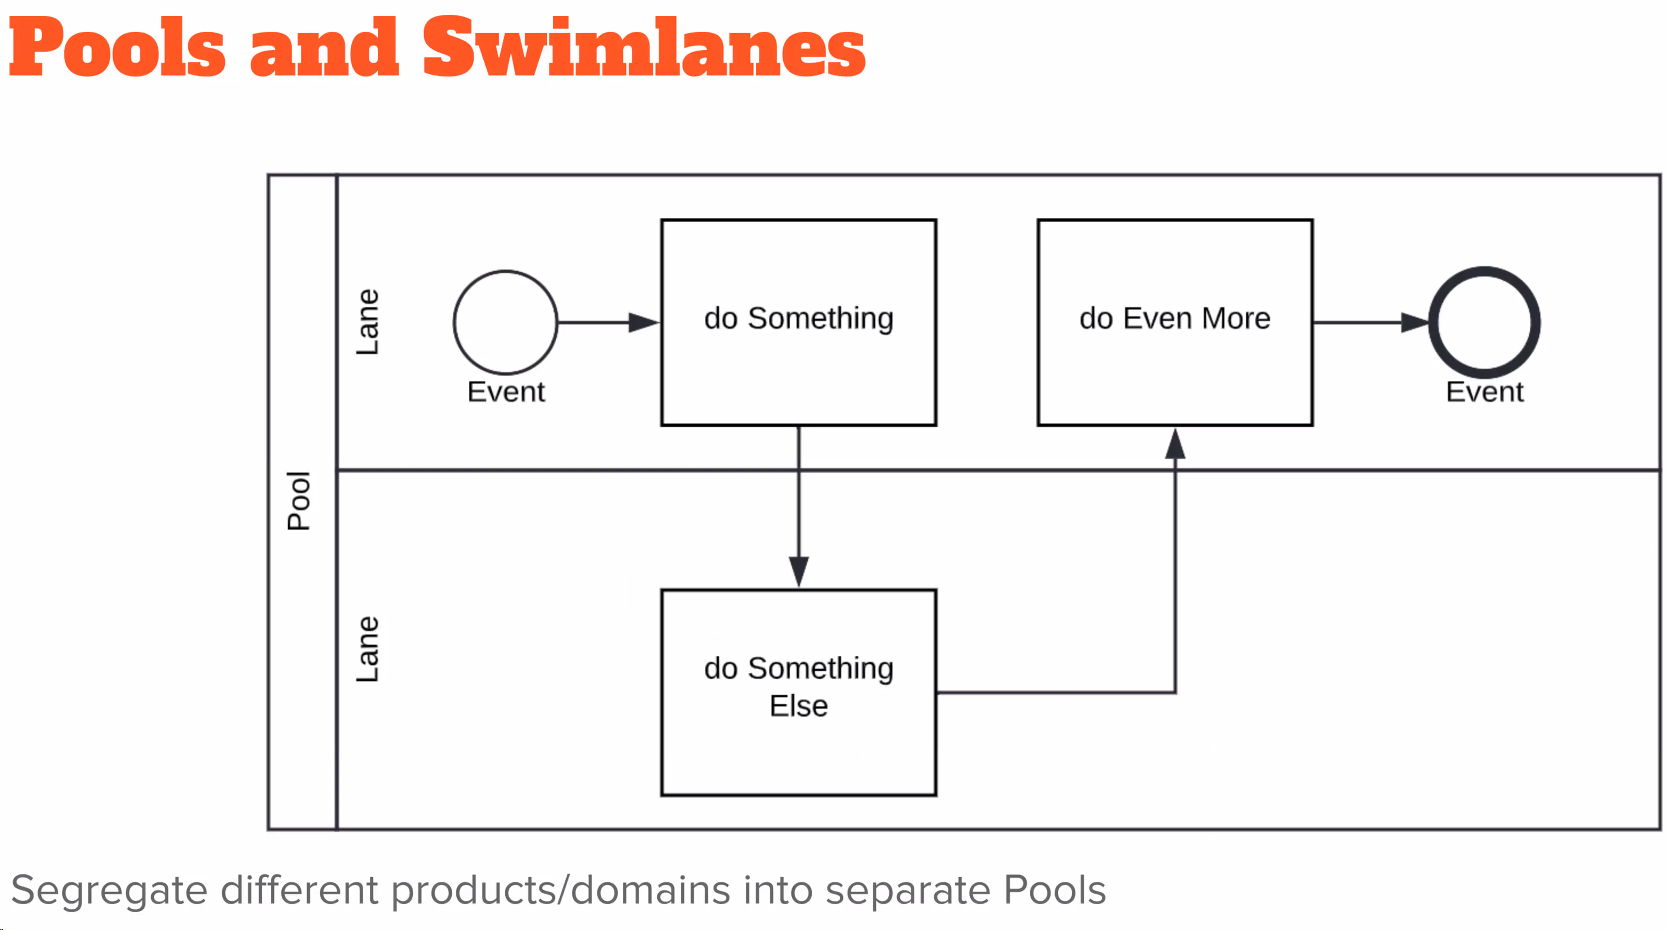 Pools and Swimlanes
Pool
Lane
Event
do Something
do Even More
Event
Lane
do Something
Else
Segregate different products/domains into separate Pools